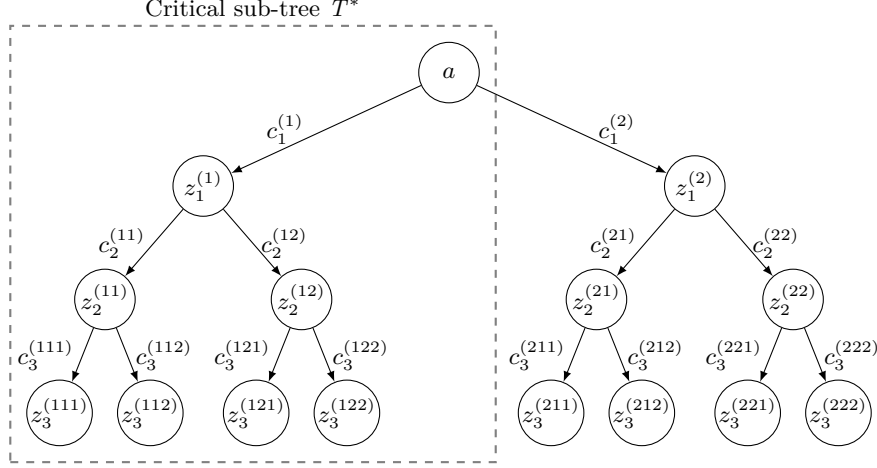 Critical sub-tree T*
a
c_1^{(1)} c_1^{(2)}
z_1^{(1)} z_1^{(2)}
c_2^{(11)} c_2^{(12)} c_2^{(21)} c_2^{(22)}
z_2^{(11)} z_2^{(12)} z_2^{(21)} z_2^{(22)}
c_3^{(111)} c_3^{(112)} c_3^{(121)} c_3^{(122)} c_3^{(211)} c_3^{(212)} c_3^{(221)} c_3^{(222)}
z_3^{(111)} z_3^{(112)} z_3^{(121)} z_3^{(122)} z_3^{(211)} z_3^{(212)} z_3^{(221)} z_3^{(222)}